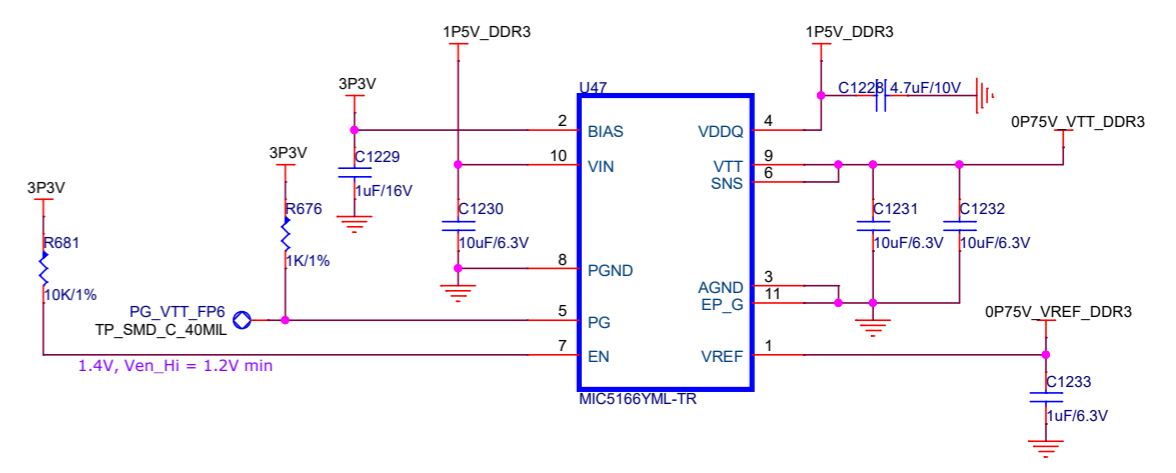 1P5V_DDR3
1P5V_DDR3
3P3V
U47
C1228 4.7uF/10V
0P75V_VTT_DDR3
2
BIAS
VDDQ
4
3P3V
C1229
10
VIN
VTT
9
SNS
6
3P3V
1uF/16V
R676
C1230
C1231
C1232
R681
10uF/6.3V
10uF/6.3V
10uF/6.3V
1K/1%
8
PGND
AGND
3
10K/1%
EP_G
11
PG_VTT_FP6
5
PG
0P75V_VREF_DDR3
TP_SMD_C_40MIL
7
EN
VREF
1
1.4V, Ven_Hi = 1.2V min
C1233
MIC5166YML-TR
1uF/6.3V